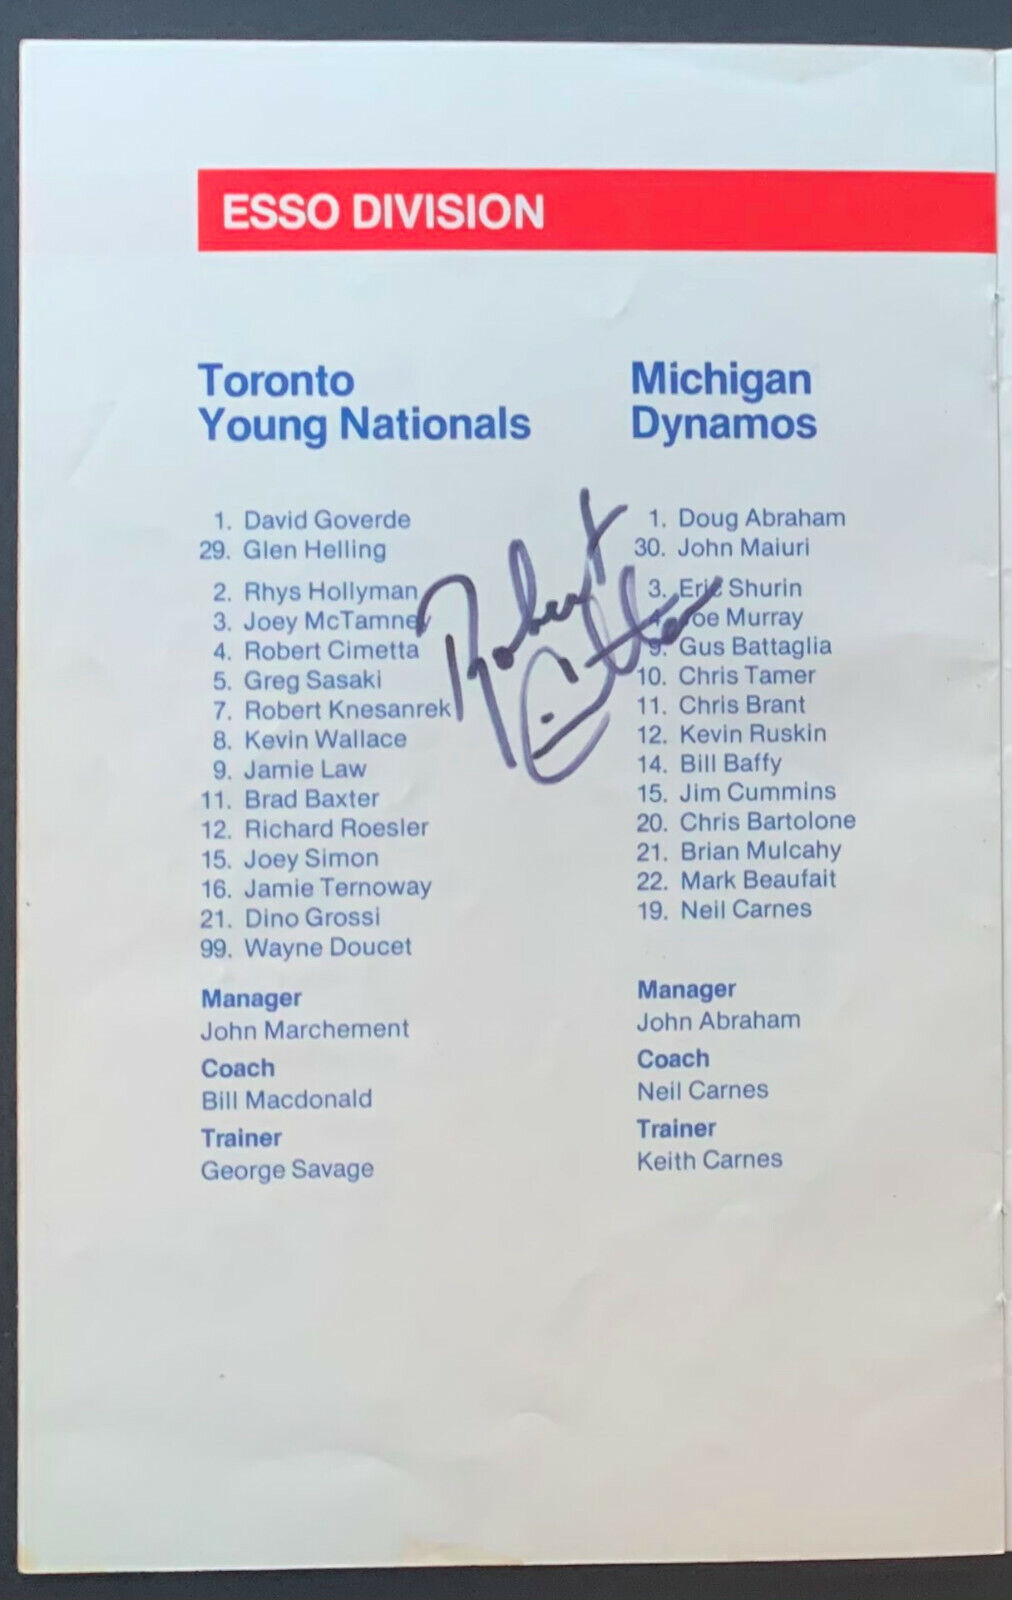 ESSO DIVISION
Toronto
Young Nationals
1. David Goverde
29. Glen Helling
2. Rhys Hollyman
3. Joey McTamney
4. Robert Cimetta
5. Greg Sasaki
7. Robert Knesanrek
8. Kevin Wallace
9. Jamie Law
11. Brad Baxter
12. Richard Roesler
15. Joey Simon
16. Jamie Ternoway
21. Dino Grossi
99. Wayne Doucet
Manager
John Marchement
Coach
Bill Macdonald
Trainer
George Savage
Robert
Michigan
Dynamos
1. Doug Abraham
30. John Maiuri
3. Eric Shurin
4. Joe Murray
9. Gus Battaglia
10. Chris Tamer
11. Chris Brant
12. Kevin Ruskin
14. Bill Baffy
15. Jim Cummins
20. Chris Bartolone
21. Brian Mulcahy
22. Mark Beaufait
19. Neil Carnes
Manager
John Abraham
Coach
Neil Carnes
Trainer
Keith Carnes